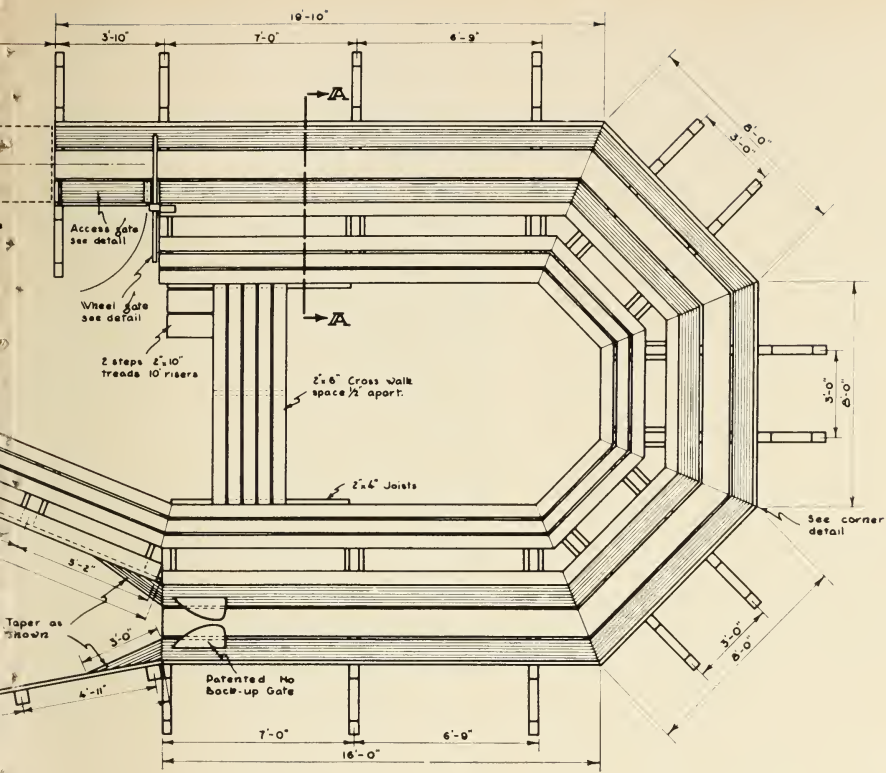 19'-10"
3'-10"
7'-0"
6'-9"
A
8'-0"
3'-0"
Access gate
see detail
Wheel gate
see detail
A
2 steps 2"x10"
treads 10" risers
2"x6" Cross walk
space 1/2" apart.
3'-0"
8'-0"
2"x4" Joists
See corner
detail
5'-2"
Taper as
shown
3'-0"
4'-11"
Patented No
Back-up Gate
3'-0"
8'-0"
7'-0"
6'-9"
16'-0"